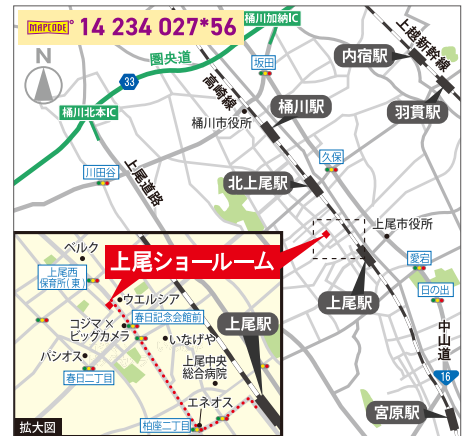 MAPCODE® 14 234 027*56
桶川加納IC
上越新幹線
内宿駅
羽貫駅
圏央道
坂田
N
33
高崎線
桶川駅
桶川北本IC
桶川市役所
久保
川田谷
上尾道路
北上尾駅
上尾市役所
愛宕
日の出
上尾駅
中山道
16
宮原駅
上尾ショールーム
ベルク
上尾西
保育所(東)
ウエルシア
春日記念会館前
コジマ×
ビッグカメラ
いなげや
上尾駅
パシオス
上尾中央
総合病院
春日二丁目
エネオス
柏座二丁目
拡大図